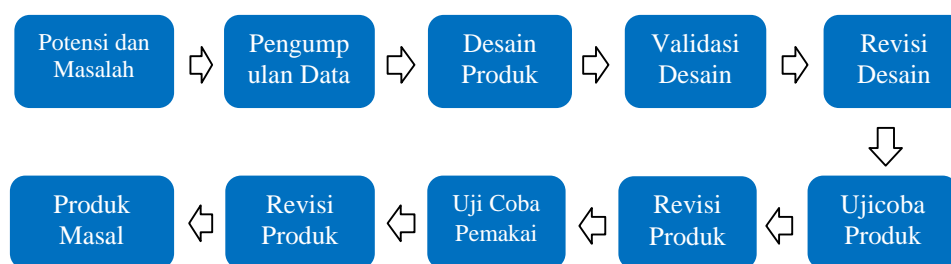 Potensi dan
Masalah
Pengump
ulan Data
Desain
Produk
Validasi
Desain
Revisi
Desain
Produk
Masal
Revisi
Produk
Uji Coba
Pemakai
Revisi
Produk
Ujicoba
Produk